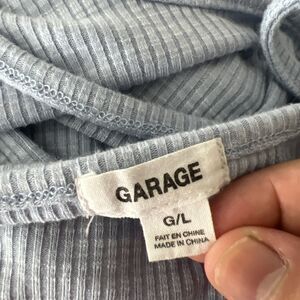 GARAGE
G/L
FAIT EN CHINE
MADE IN CHINA